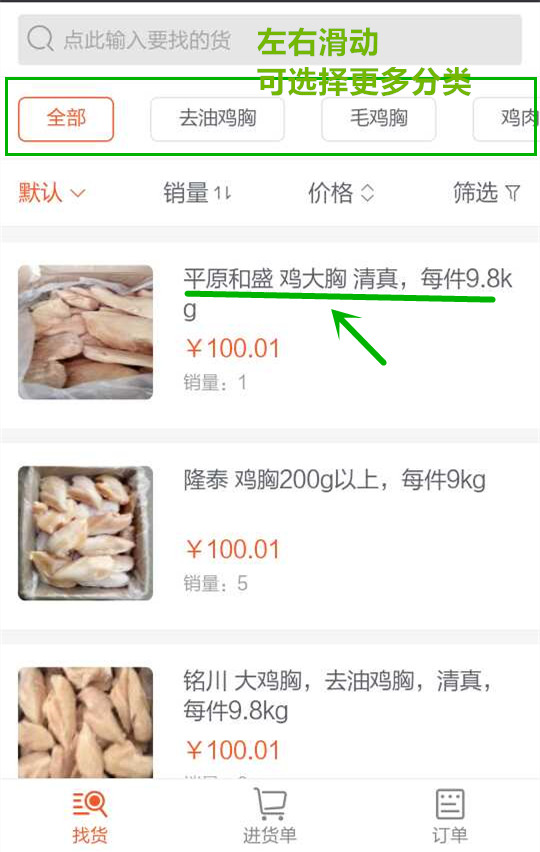 点此输入要找的货
左右滑动
可选择更多分类
全部
去油鸡胸
毛鸡胸
鸡肉
默认
销量
价格
筛选
平原和盛 鸡大胸 清真，每件9.8k
g
￥100.01
销量：1
隆泰 鸡胸200g以上，每件9kg
￥100.01
销量：5
铭川 大鸡胸，去油鸡胸，清真，
每件9.8kg
￥100.01
找货
进货单
订单